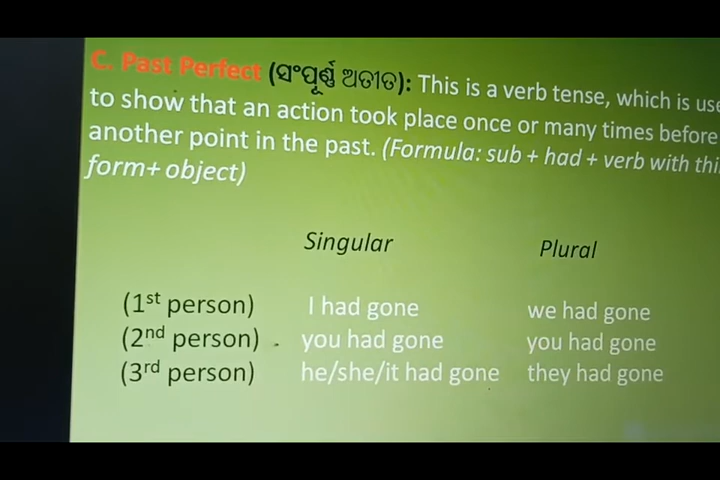 C. Past Perfect (ସଂପୂର୍ଣ୍ଣ ଅତୀତ): This is a verb tense, which is
to show that an action took place once or many times before
another point in the past. (Formula: sub + had + verb with
form+ object)
Singular Plural
(1st person) I had gone we had gone
(2nd person) you had gone you had gone
(3rd person) he/she/it had gone they had gone